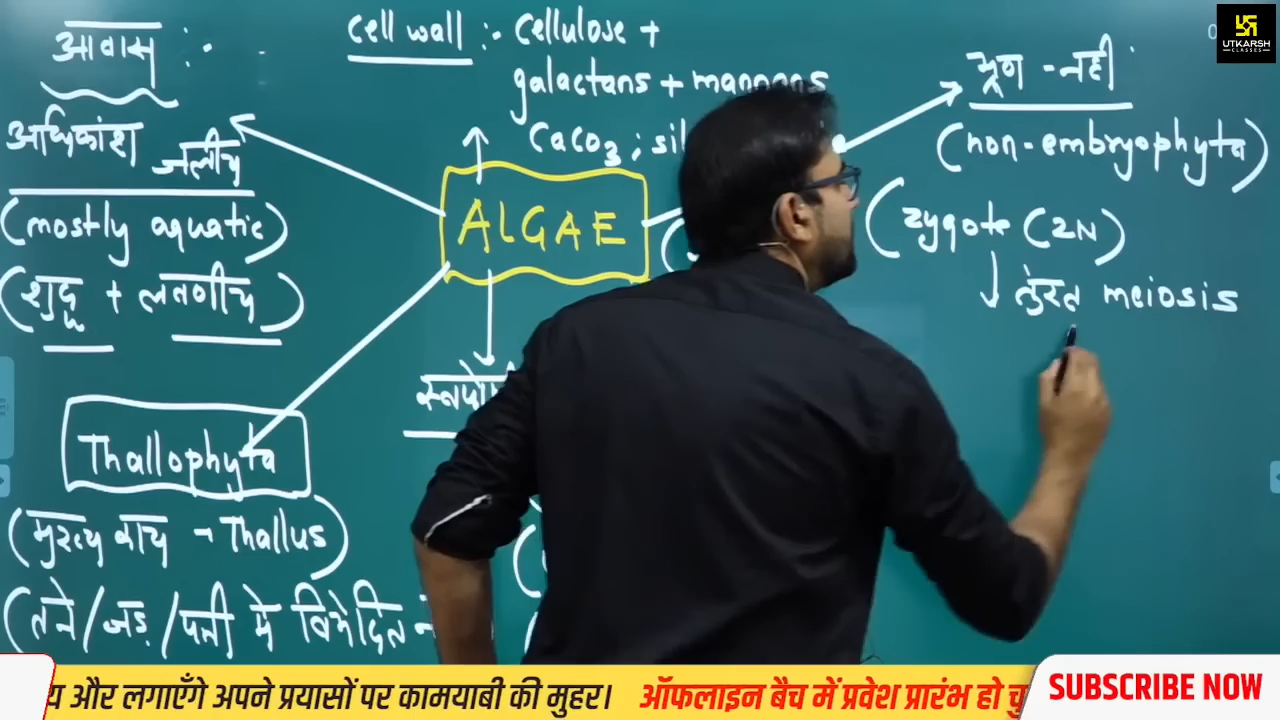 आवास :-
cell wall :- cellulose +
galactans + mannans
CaCO3 ; sil
UTKARSH
CLASSES
भ्रूण - नही
(non-embryophyta)
अधिकांश जलीय
(mostly aquatic)
(शुद्ध + लवणीय)
ALGAE
(zygote (2N)
तुरंत meiosis
स्वपो
Thallophyta
(मुख्य काय - Thallus)
(तने/जड़/पत्ती मे विभेदित न
य और लगाएँगे अपने प्रयासों पर कामयाबी की मुहर। ऑफलाइन बैच में प्रवेश प्रारंभ हो चु
SUBSCRIBE NOW